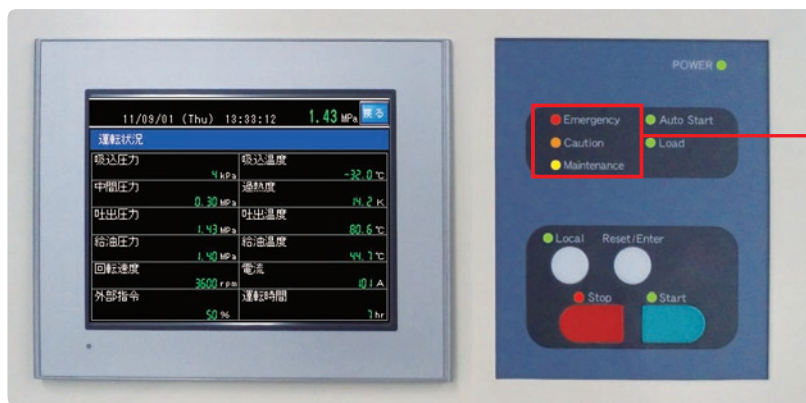 11/09/01 (Thu) 13:33:12 1.43 MPa 戻る
運転状況
吸込圧力 4 kPa 吸込温度 -32.0 ℃
中間圧力 0.30 MPa 過熱度 14.2 K
吐出圧力 1.43 MPa 吐出温度 80.6 ℃
給油圧力 1.40 MPa 給油温度 44.7 ℃
回転速度 3600 rpm 電流 101 A
外部指令 50 % 運転時間 7 hr
POWER
Emergency Auto Start
Caution Load
Maintenance
Local Reset/Enter
Stop Start